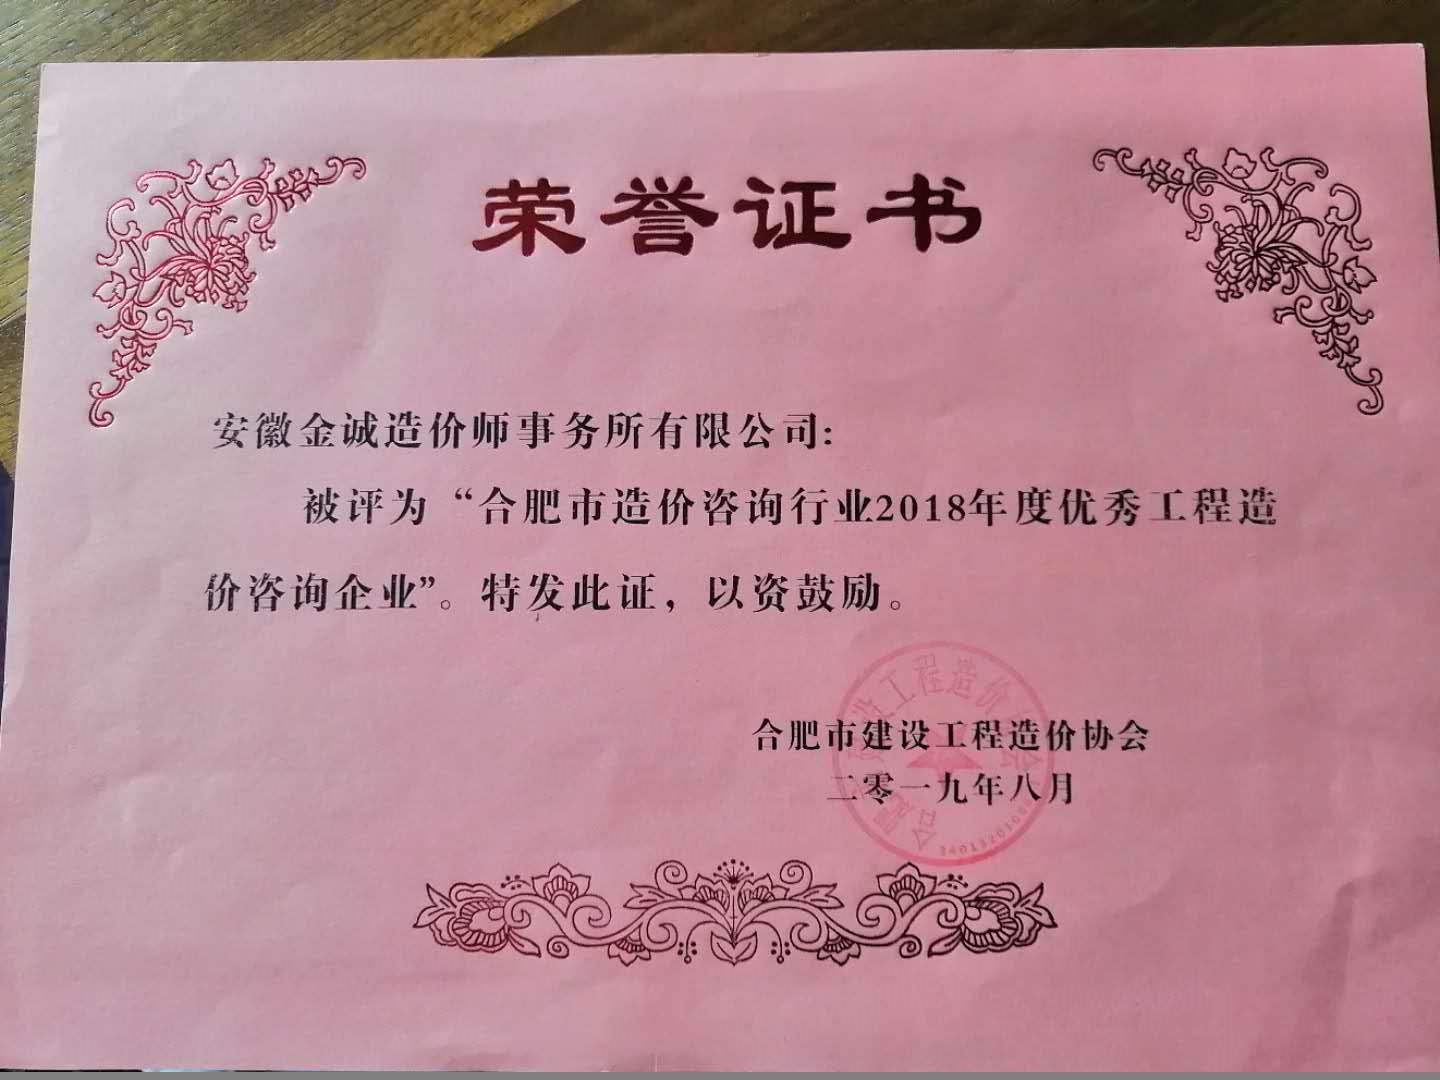 荣誉证书
安徽金诚造价师事务所有限公司:
被评为“合肥市造价咨询行业2018年度优秀工程造
价咨询企业”。特发此证，以资鼓励。
合肥市建设工程造价协会
二零一九年八月